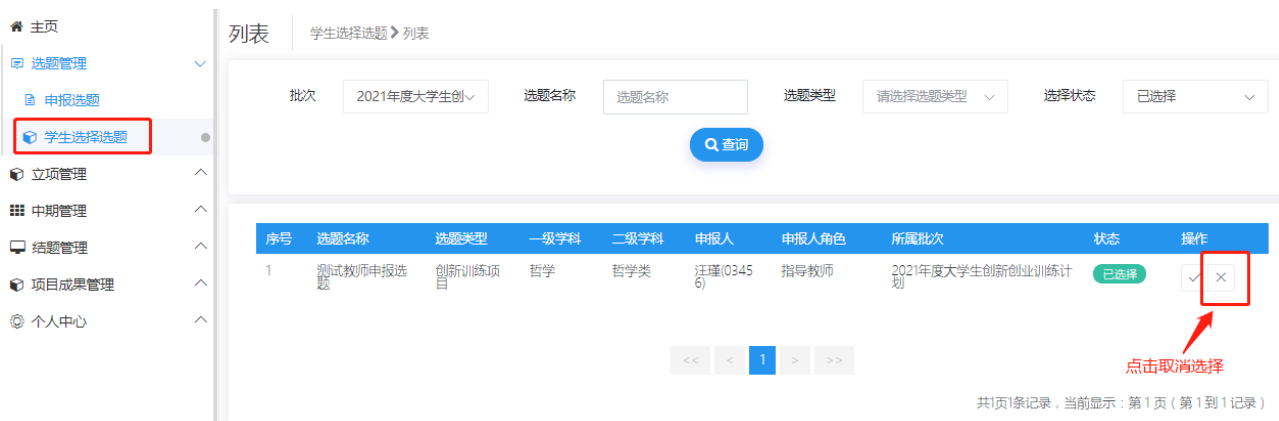 主页
选题管理
申报选题
学生选择选题
立项管理
中期管理
结题管理
项目成果管理
个人中心
列表
学生选择选题 列表
批次 2021年度大学生创 选题名称 选题名称 选题类型 请选择选题类型 选择状态 已选择
查询
序号 选题名称 选题类型 一级学科 二级学科 申报人 申报人角色 所属批次 状态 操作
1 测试教师申报选 创新训练项 哲学 哲学类 汪瑾(0345 指导教师 2021年度大学生创新创业训练计 已选择
题 目 6) 划
<< < 1 > >>
点击取消选择
共1页1条记录，当前显示：第1页（第1到1记录）